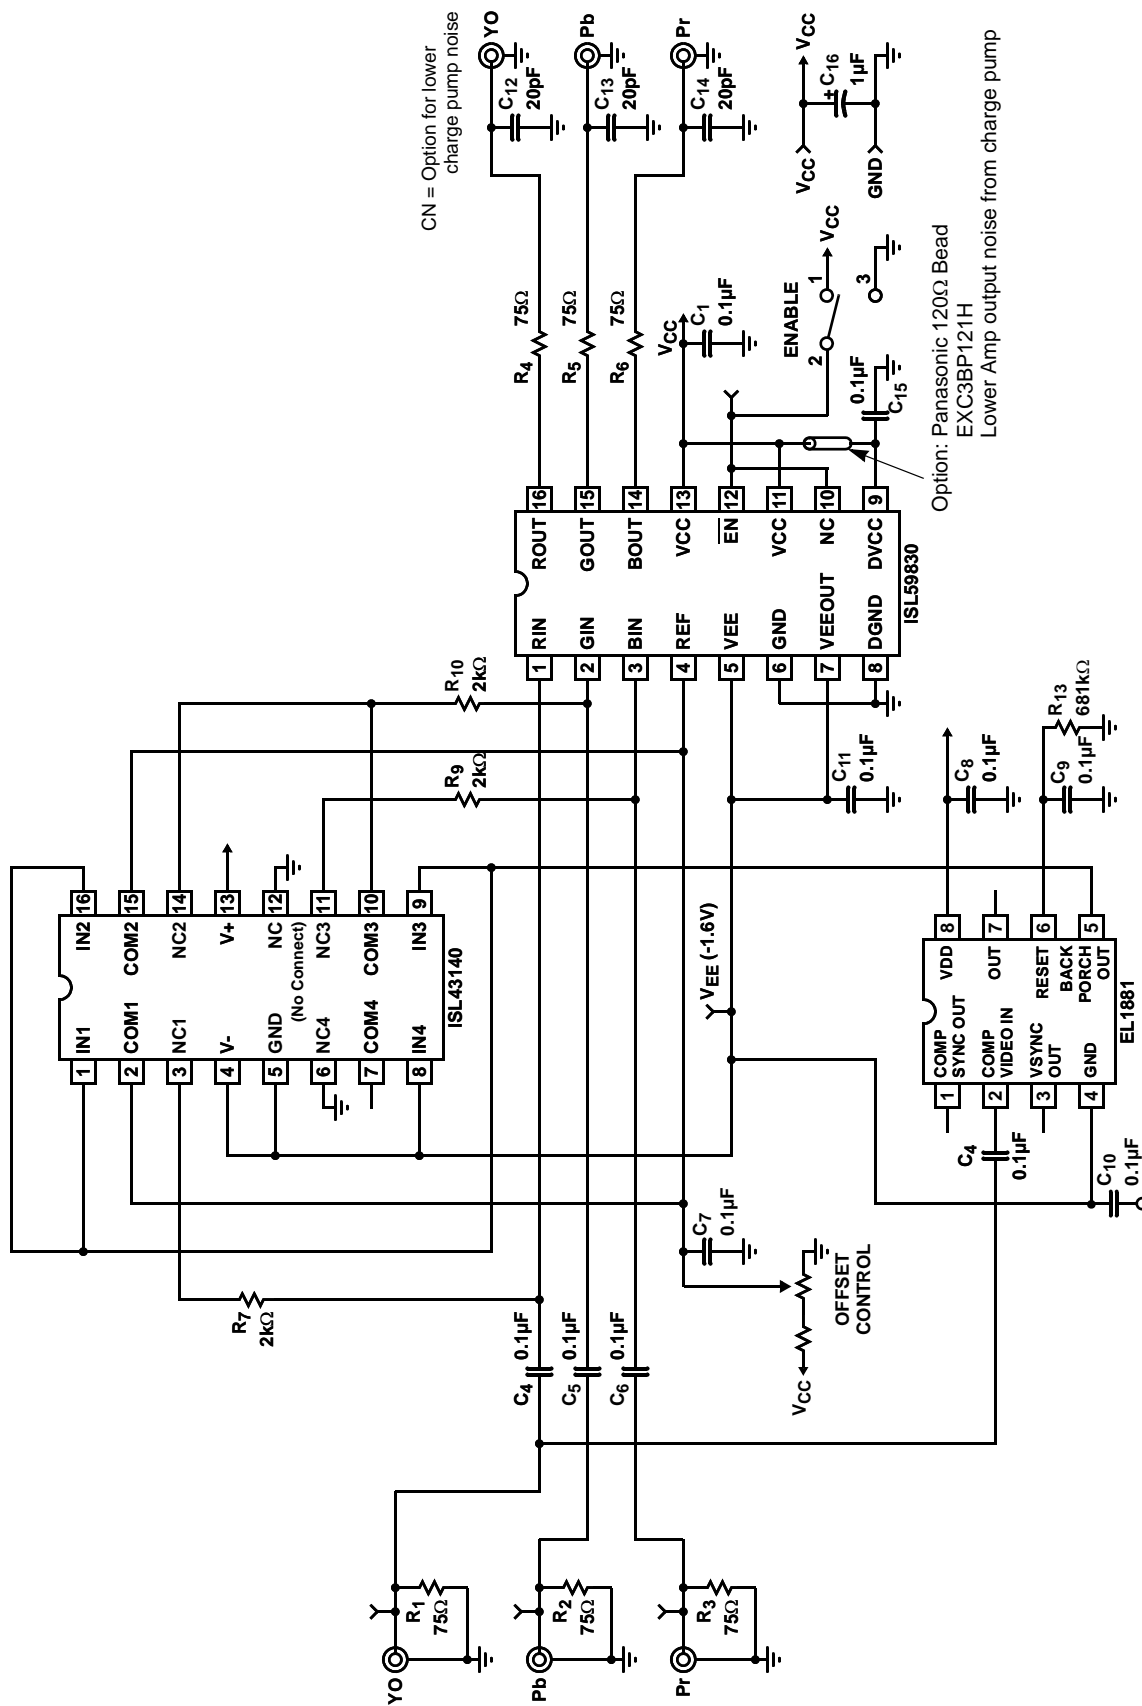 YO
R1
75Ω
Pb
R2
75Ω
Pr
R3
75Ω
C4
0.1µF
C5
0.1µF
C6
0.1µF
R7
2kΩ
VCC
OFFSET
CONTROL
C7
0.1µF
IN1
COM1
NC1
V-
GND
NC4
COM4
IN4
1
2
3
4
5
6
7
8
IN2
COM2
NC2
V+
NC
(No Connect)
NC3
COM3
IN3
16
15
14
13
12
11
10
9
ISL43140
VEE (-1.6V)
C4
0.1µF
C10
0.1µF
1
2
3
4
COMP
SYNC OUT
COMP
VIDEO IN
VSYNC
OUT
GND
VDD
OUT
RESET
BACK
PORCH
OUT
8
7
6
5
EL1881
C8
0.1µF
C9
0.1µF
R13
681kΩ
R9
2kΩ
R10
2kΩ
C11
0.1µF
1
2
3
4
5
6
7
8
RIN
GIN
BIN
REF
VEE
GND
VEEOUT
DGND
ROUT
GOUT
BOUT
VCC
EN
VCC
NC
DVCC
16
15
14
13
12
11
10
9
ISL59830
R4
75Ω
R5
75Ω
R6
75Ω
VCC
C1
0.1µF
ENABLE
2
1
3
VCC
0.1µF
C15
Option: Panasonic 120Ω Bead
EXC3BP121H
Lower Amp output noise from charge pump
CN = Option for lower
charge pump noise
C12
20pF
YO
C13
20pF
Pb
C14
20pF
Pr
VCC
GND
VCC
+
C16
1µF